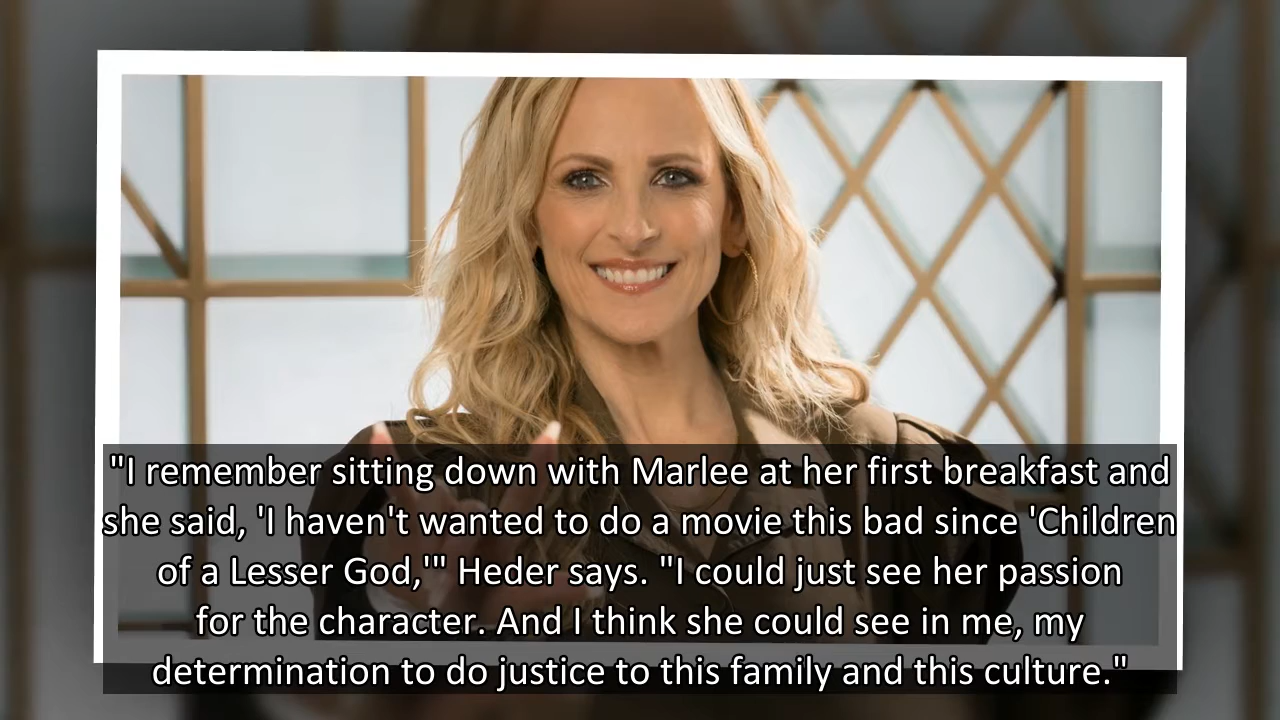 "I remember sitting down with Marlee at her first breakfast and
she said, 'I haven't wanted to do a movie this bad since 'Children
of a Lesser God,'" Heder says. "I could just see her passion
for the character. And I think she could see in me, my
determination to do justice to this family and this culture."